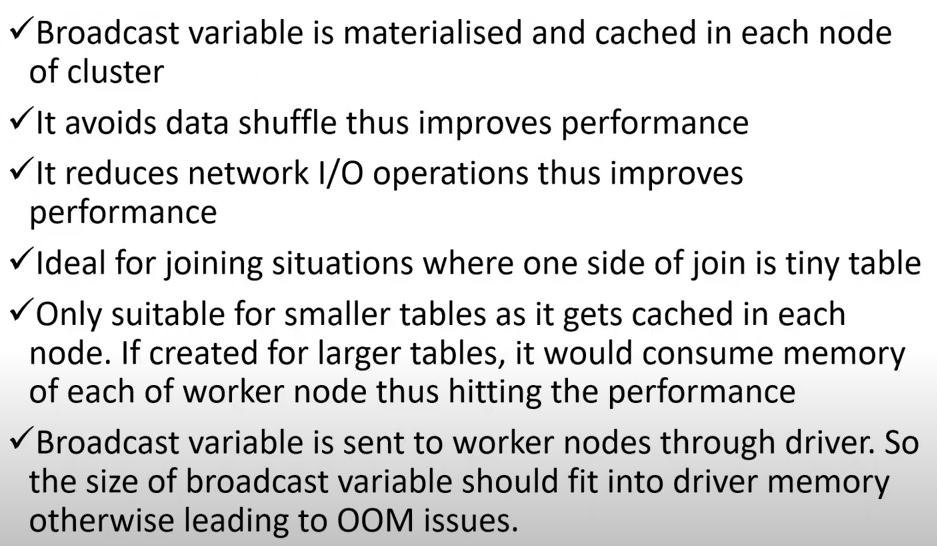 ✓Broadcast variable is materialised and cached in each node
of cluster
✓It avoids data shuffle thus improves performance
✓It reduces network I/O operations thus improves
performance
✓Ideal for joining situations where one side of join is tiny table
✓Only suitable for smaller tables as it gets cached in each
node. If created for larger tables, it would consume memory
of each of worker node thus hitting the performance
✓Broadcast variable is sent to worker nodes through driver. So
the size of broadcast variable should fit into driver memory
otherwise leading to OOM issues.